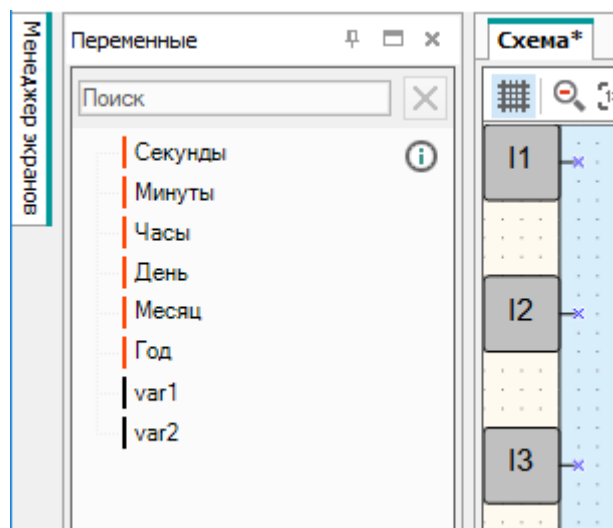 Менеджер экранов
Переменные
Поиск
Секунды
Минуты
Часы
День
Месяц
Год
var1
var2
Схема*
I1
I2
I3